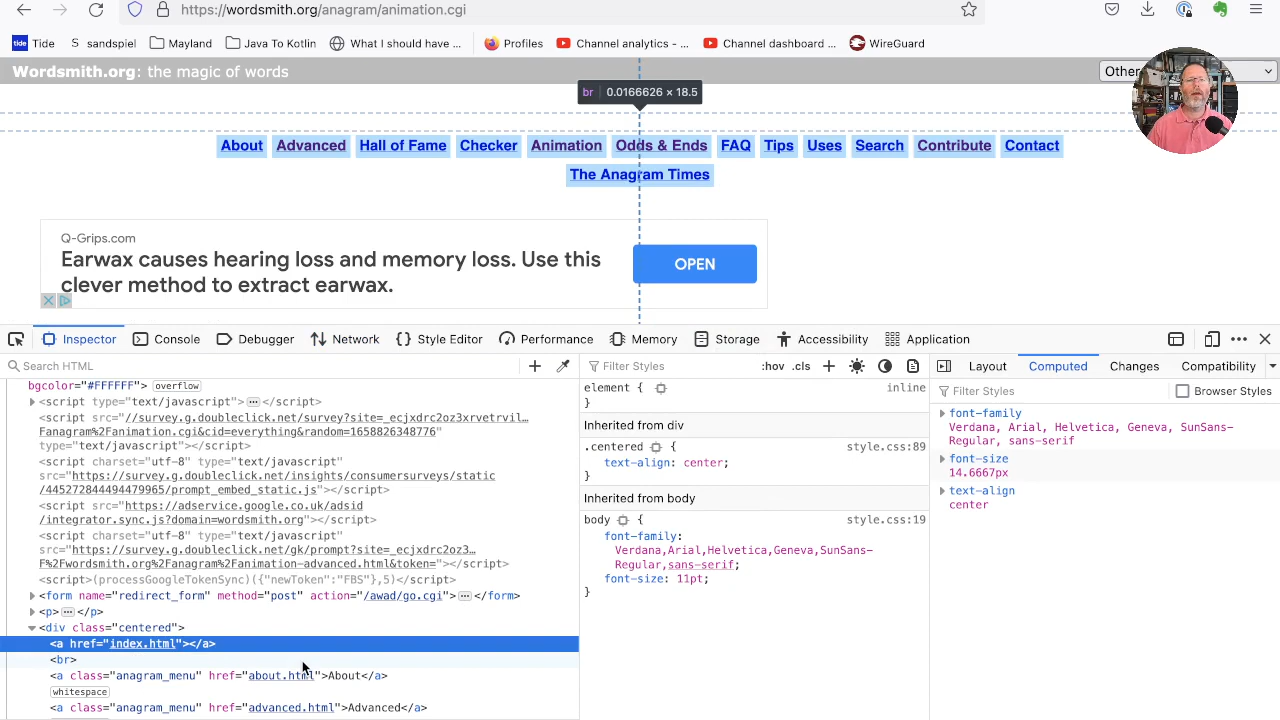 https://wordsmith.org/anagram/animation.cgi
tide Tide S sandspiel Mayland Java To Kotlin What I should have ... Profiles Channel analytics - ... Channel dashboard ... WireGuard
Wordsmith.org: the magic of words
Other
br 0.0166626 × 18.5
About Advanced Hall of Fame Checker Animation Odds & Ends FAQ Tips Uses Search Contribute Contact
The Anagram Times
Q-Grips.com
Earwax causes hearing loss and memory loss. Use this
clever method to extract earwax.
OPEN
Inspector Console Debugger Network Style Editor Performance Memory Storage Accessibility Application
Search HTML
bgcolor="#FFFFFF"> overflow
<script type="text/javascript"> ⋯ </script>
<script src="//survey.g.doubleclick.net/survey?site=_ecjxdrc2oz3xrvetrvil…
Fanagram%2Fanimation.cgi&cid=everything&random=1658826348776"
type="text/javascript"></script>
<script charset="utf-8" type="text/javascript"
src="https://survey.g.doubleclick.net/insights/consumersurveys/static
/445272844494479965/prompt_embed_static.js"></script>
<script src="https://adservice.google.co.uk/adsid
/integrator.sync.js?domain=wordsmith.org"></script>
<script charset="utf-8" type="text/javascript"
src="https://survey.g.doubleclick.net/gk/prompt?site=_ecjxdrc2oz3…
F%2Fwordsmith.org%2Fanagram%2Fanimation-advanced.html&token="></script>
<script>(processGoogleTokenSync)({"newToken":"FBS"},5)</script>
<form name="redirect_form" method="post" action="/awad/go.cgi"> ⋯ </form>
<p> ⋯ </p>
<div class="centered">
<a href="index.html"></a>
<br>
<a class="anagram_menu" href="about.html">About</a>
whitespace
<a class="anagram_menu" href="advanced.html">Advanced</a>
Filter Styles :hov .cls
element { inline
}
Inherited from div
.centered { style.css:89
text-align: center;
}
Inherited from body
body { style.css:19
font-family:
Verdana,Arial,Helvetica,Geneva,SunSans-
Regular,sans-serif;
font-size: 11pt;
}
Layout Computed Changes Compatibility
Filter Styles Browser Styles
font-family
Verdana, Arial, Helvetica, Geneva, SunSans-
Regular, sans-serif
font-size
14.6667px
text-align
center